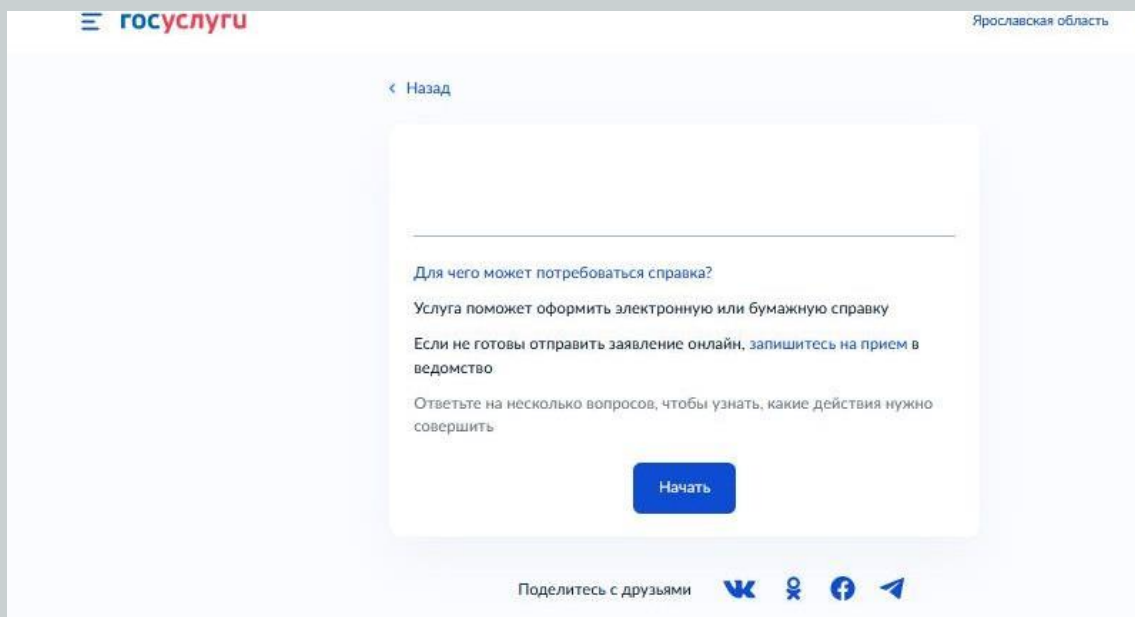 госуслуги
Ярославская область
Назад
Для чего может потребоваться справка?
Услуга поможет оформить электронную или бумажную справку
Если не готовы отправить заявление онлайн, запишитесь на прием в
ведомство
Ответьте на несколько вопросов, чтобы узнать, какие действия нужно
совершить
Начать
Поделитесь с друзьями